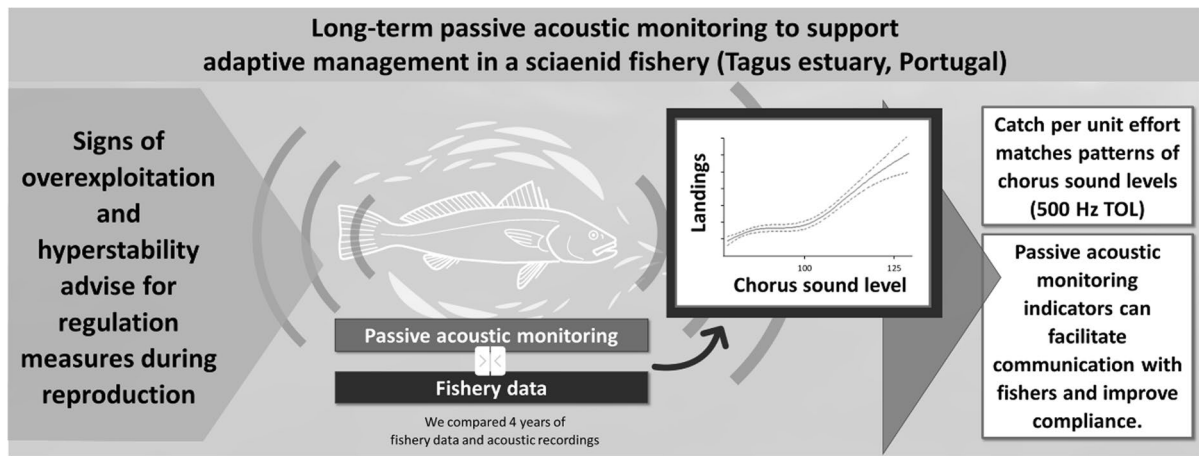 Long-term passive acoustic monitoring to support
adaptive management in a sciaenid fishery (Tagus estuary, Portugal)
Signs of
overexploitation
and
hyperstability
advise for
regulation
measures during
reproduction
Passive acoustic monitoring
Fishery data
We compared 4 years of
fishery data and acoustic recordings
Landings
100
125
Chorus sound level
Catch per unit effort
matches patterns of
chorus sound levels
(500 Hz TOL)
Passive acoustic
monitoring
indicators can
facilitate
communication with
fishers and improve
compliance.